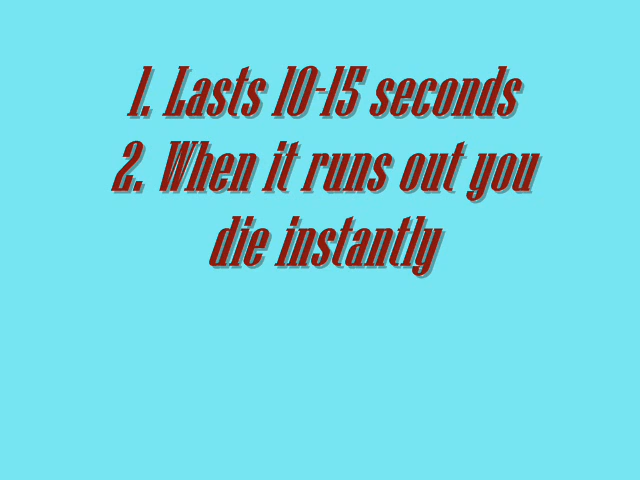 1. Lasts 10-15 seconds
2. When it runs out you
die instantly